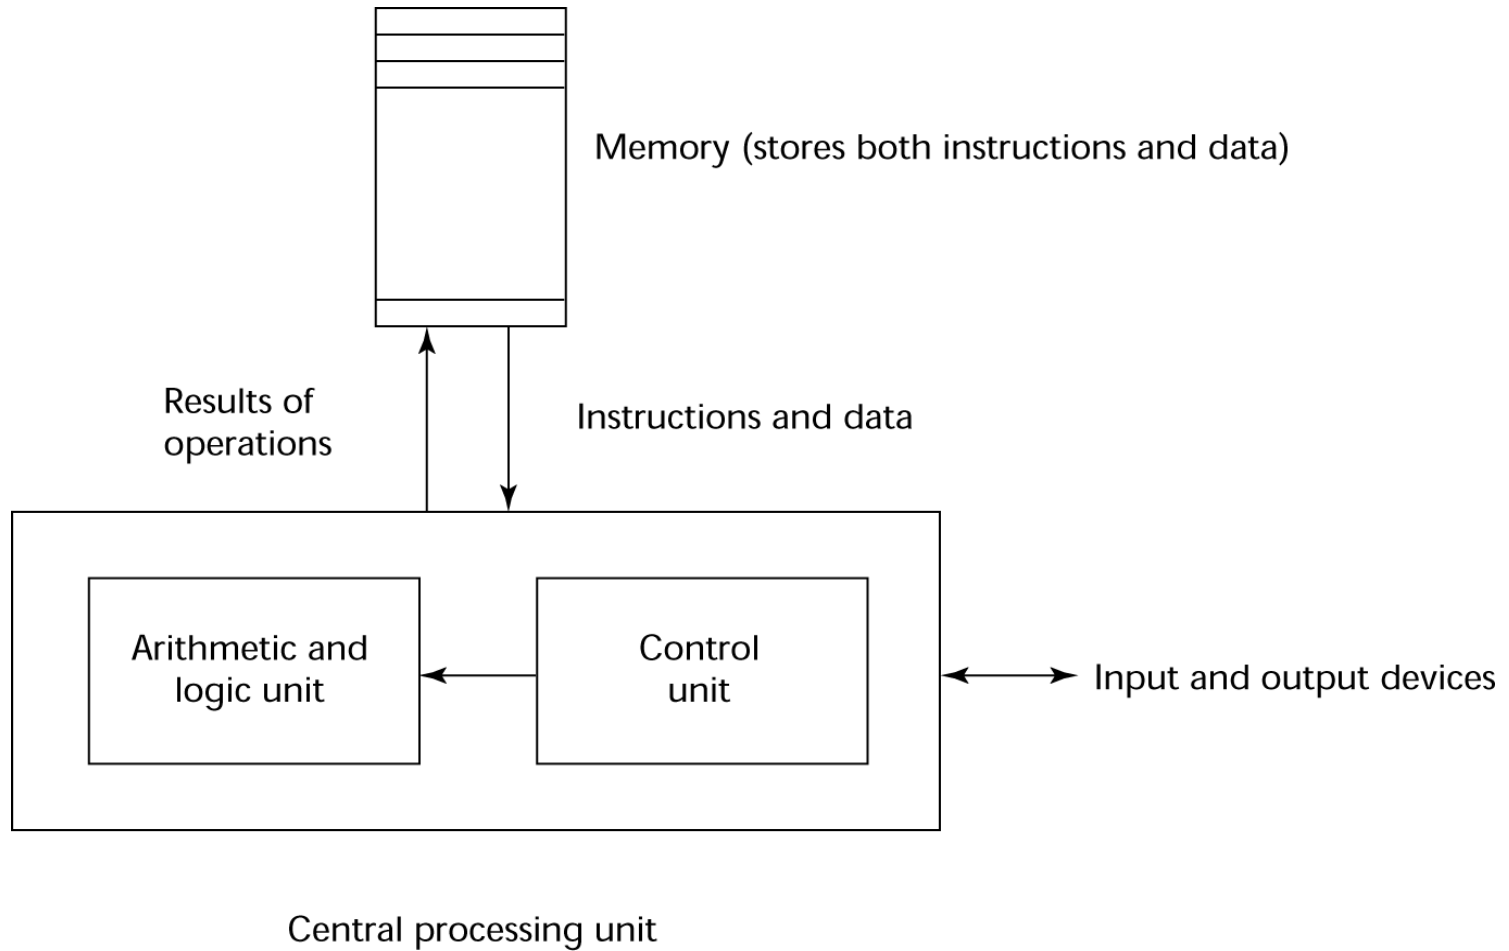 Memory (stores both instructions and data)
Results of
operations
Instructions and data
Arithmetic and
logic unit
Control
unit
Input and output devices
Central processing unit